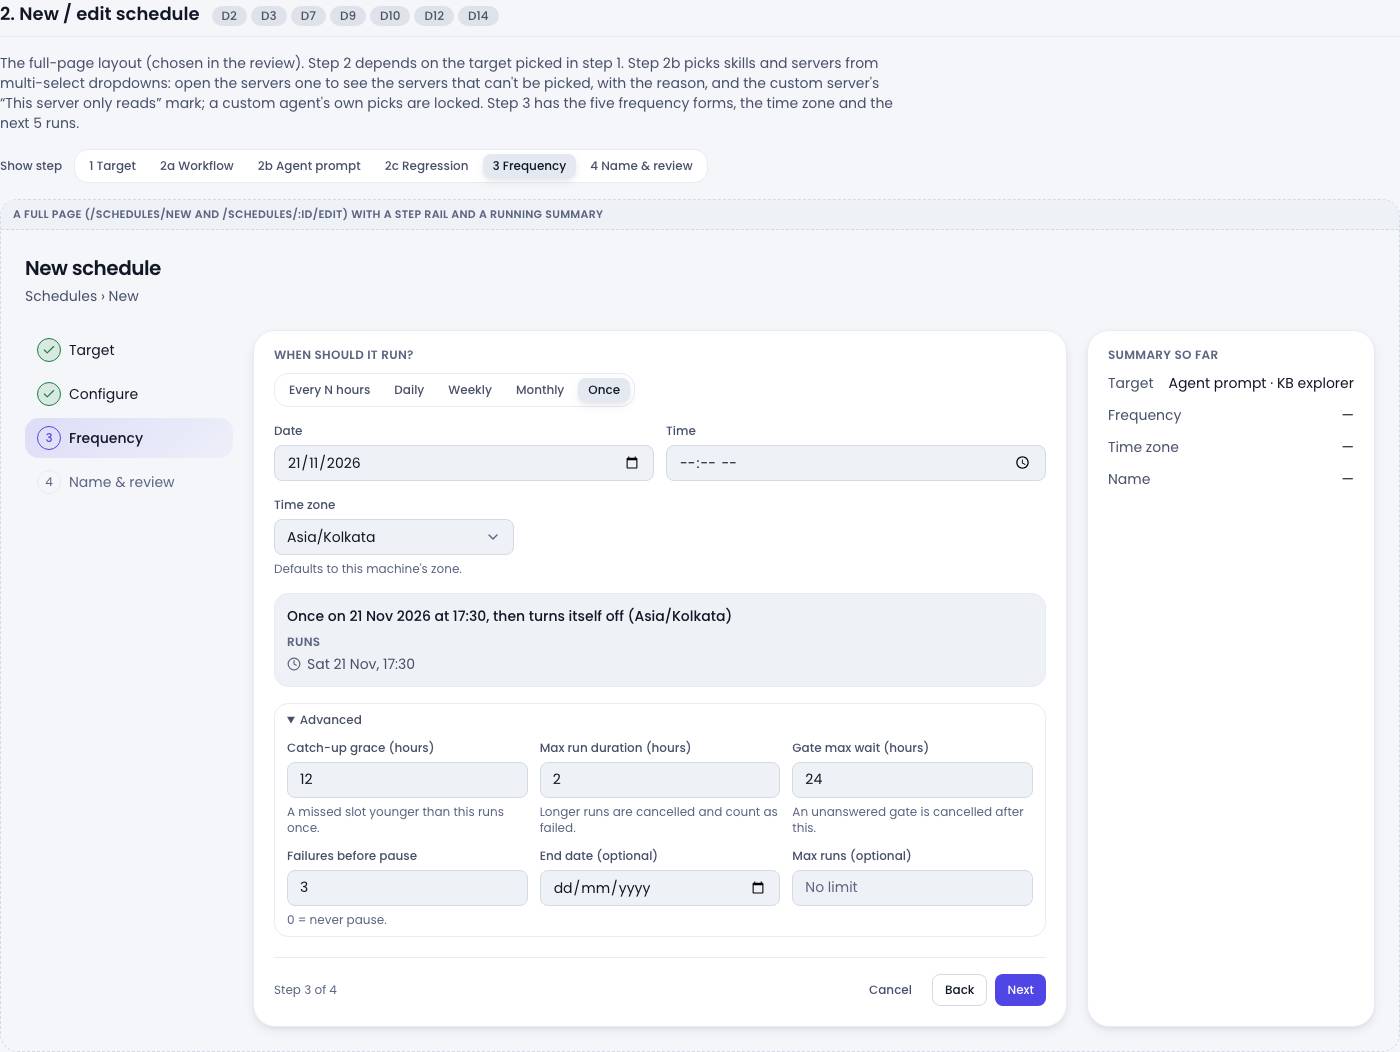 2. New / edit schedule D2 D3 D7 D9 D10 D12 D14
The full-page layout (chosen in the review). Step 2 depends on the target picked in step 1. Step 2b picks skills and servers from
multi-select dropdowns: open the servers one to see the servers that can't be picked, with the reason, and the custom server's
“This server only reads” mark; a custom agent's own picks are locked. Step 3 has the five frequency forms, the time zone and the
next 5 runs.
Show step 1 Target 2a Workflow 2b Agent prompt 2c Regression 3 Frequency 4 Name & review
A FULL PAGE (/SCHEDULES/NEW AND /SCHEDULES/:ID/EDIT) WITH A STEP RAIL AND A RUNNING SUMMARY
New schedule
Schedules › New
Target
Configure
3 Frequency
4 Name & review
WHEN SHOULD IT RUN?
Every N hours Daily Weekly Monthly Once
Date Time
21/11/2026 --:-- --
Time zone
Asia/Kolkata
Defaults to this machine's zone.
Once on 21 Nov 2026 at 17:30, then turns itself off (Asia/Kolkata)
RUNS
Sat 21 Nov, 17:30
▼ Advanced
Catch-up grace (hours) Max run duration (hours) Gate max wait (hours)
12 2 24
A missed slot younger than this runs
once.
Longer runs are cancelled and count as
failed.
An unanswered gate is cancelled after
this.
Failures before pause End date (optional) Max runs (optional)
3 dd/mm/yyyy No limit
0 = never pause.
Step 3 of 4 Cancel Back Next
SUMMARY SO FAR
Target Agent prompt · KB explorer
Frequency —
Time zone —
Name —